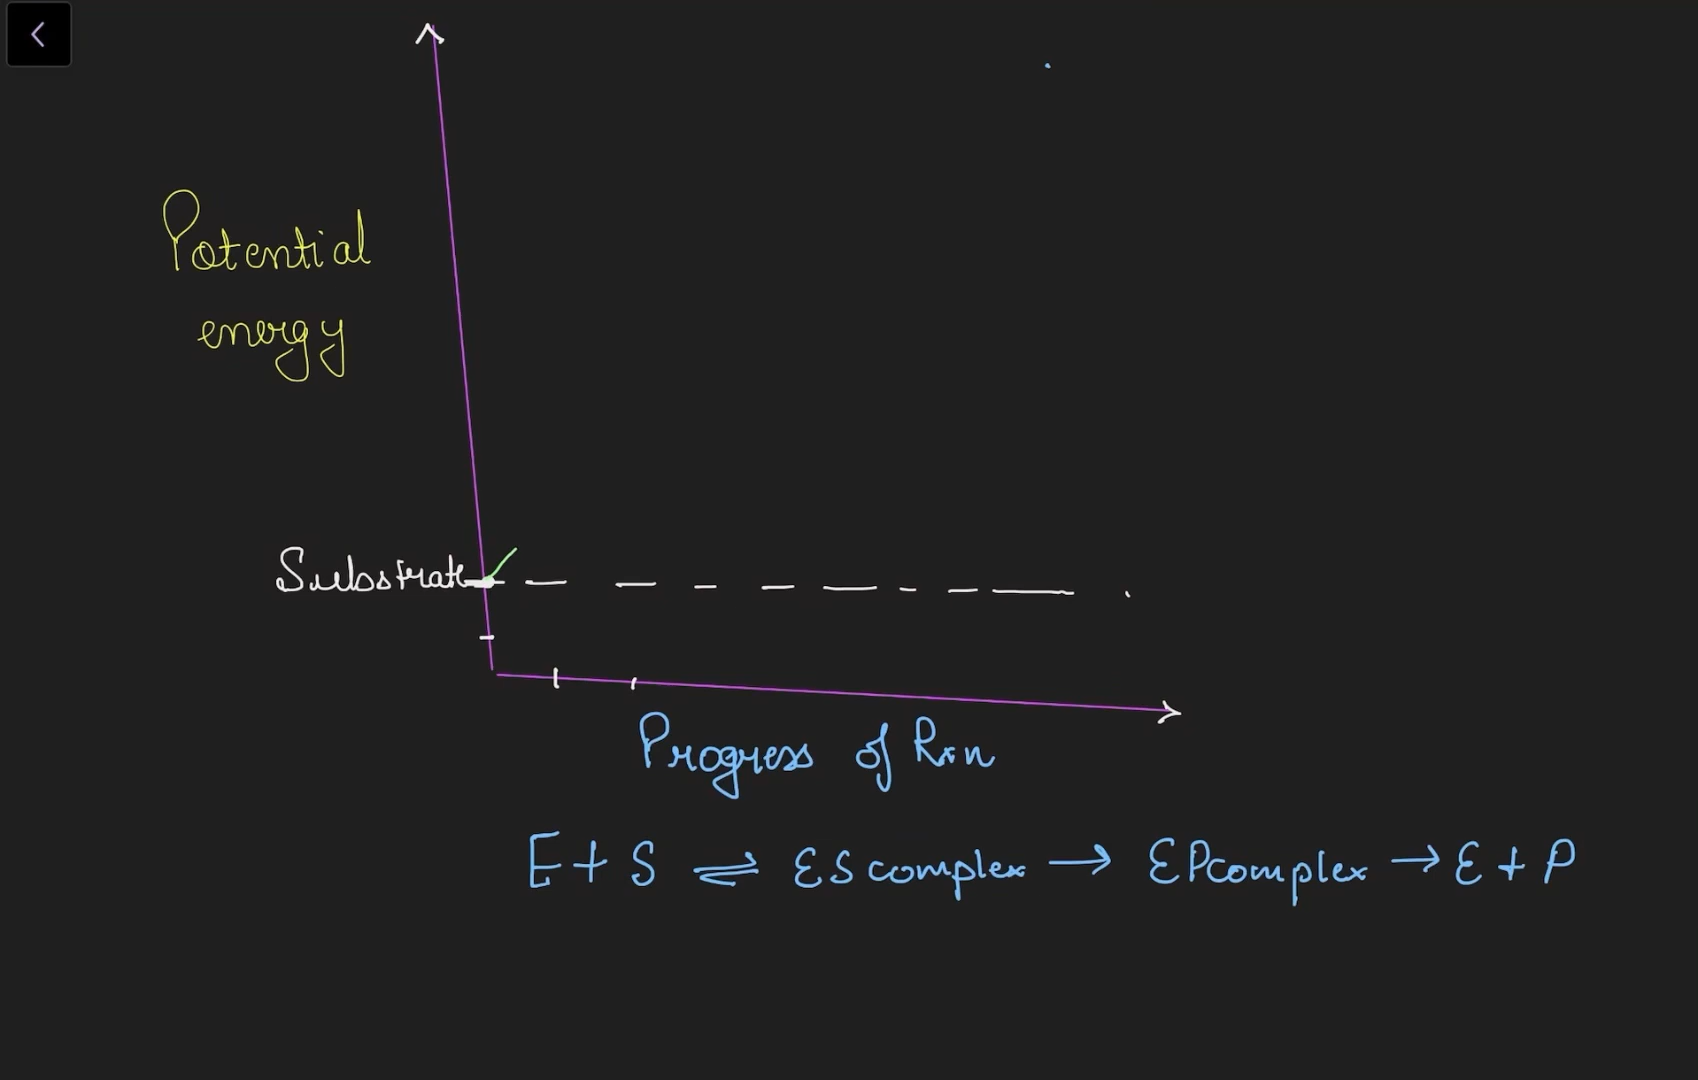 Potential
energy
Substrate
Progress of Rxn
E + S ⇌ ES complex → EP complex → E + P